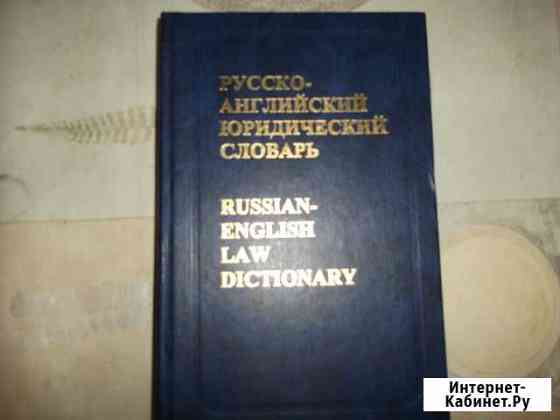 РУССКО-
АНГЛИЙСКИЙ
ЮРИДИЧЕСКИЙ
СЛОВАРЬ
RUSSIAN-
ENGLISH
LAW
DICTIONARY
Интернет-
Кабинет.Ру